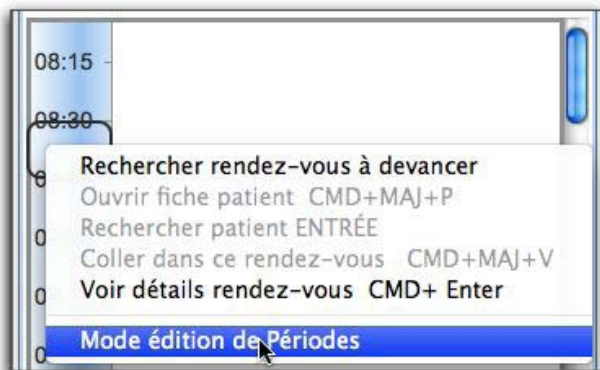 08:15
08:30
Rechercher rendez-vous à devancer
Ouvrir fiche patient CMD+MAJ+P
Rechercher patient ENTRÉE
Coller dans ce rendez-vous CMD+MAJ+V
Voir détails rendez-vous CMD+ Enter
Mode édition de Périodes